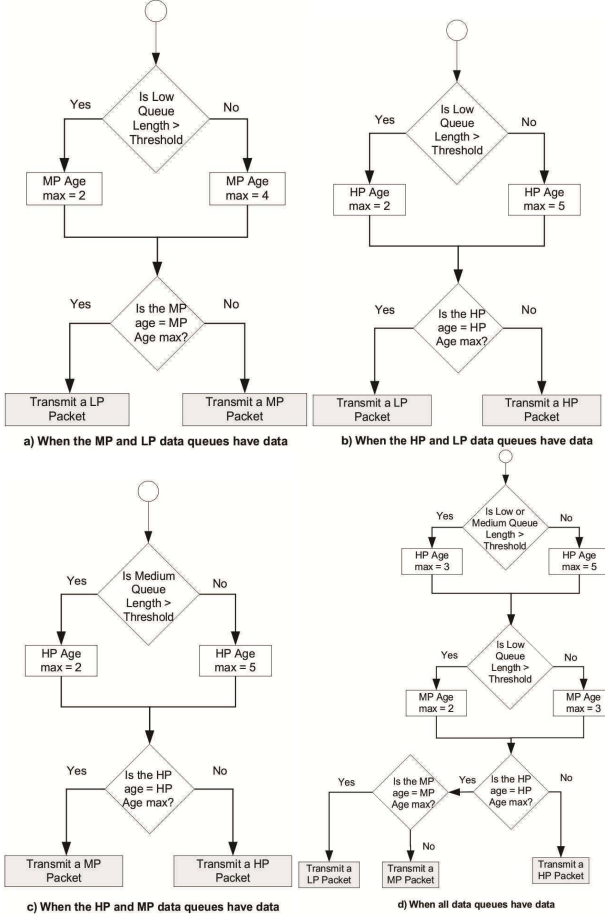 Is Low
Queue
Length >
Threshold
Yes
No
MP Age
max = 2
MP Age
max = 4
Is the MP
age = MP
Age max?
Yes
No
Transmit a LP
Packet
Transmit a MP
Packet
a) When the MP and LP data queues have data
Is Low
Queue
Length >
Threshold
Yes
No
HP Age
max = 2
HP Age
max = 5
Is the HP
age = HP
Age max?
Yes
No
Transmit a LP
Packet
Transmit a HP
Packet
b) When the HP and LP data queues have data
Is Medium
Queue
Length >
Threshold
Yes
No
HP Age
max = 2
HP Age
max = 5
Is the HP
age = HP
Age max?
Yes
No
Transmit a MP
Packet
Transmit a HP
Packet
c) When the HP and MP data queues have data
Is Low or
Medium Queue
Length >
Threshold
Yes
No
HP Age
max = 3
HP Age
max = 5
Is Low
Queue
Length >
Threshold
Yes
No
MP Age
max = 2
MP Age
max = 3
Yes
Is the MP
age = MP
Age max?
Yes
Is the HP
age = HP
Age max?
No
No
Transmit a
LP Packet
Transmit a
MP Packet
Transmit a
HP Packet
d) When all data queues have data